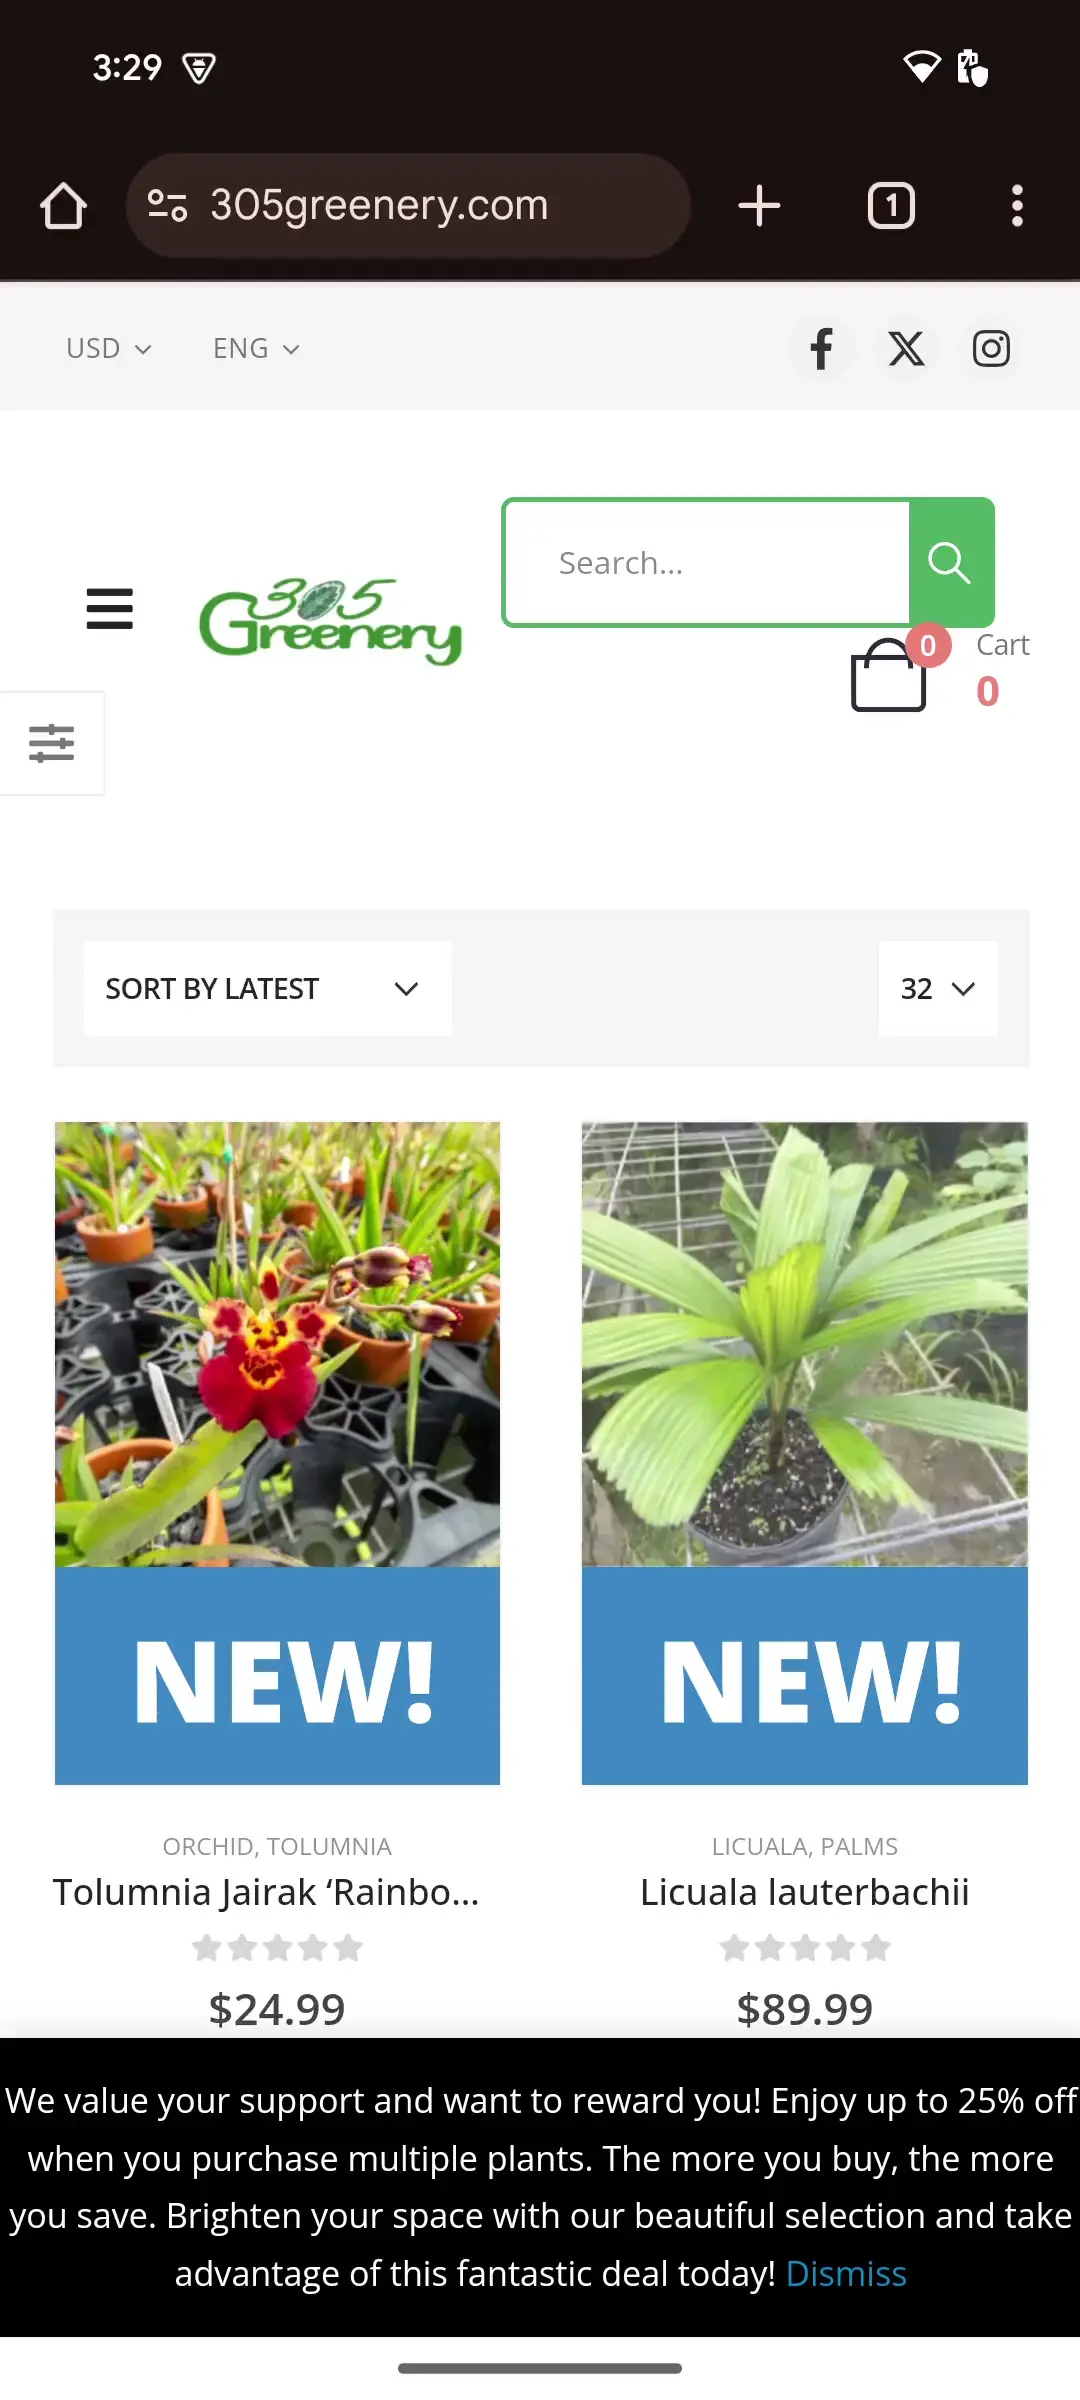 3:29
305greenery.com
1
USD
ENG
Search...
305
Greenery
0
Cart
0
SORT BY LATEST
32
NEW!
NEW!
ORCHID, TOLUMNIA
LICUALA, PALMS
Tolumnia Jairak ‘Rainbo...
Licuala lauterbachii
$24.99
$89.99
We value your support and want to reward you! Enjoy up to 25% off
when you purchase multiple plants. The more you buy, the more
you save. Brighten your space with our beautiful selection and take
advantage of this fantastic deal today! Dismiss